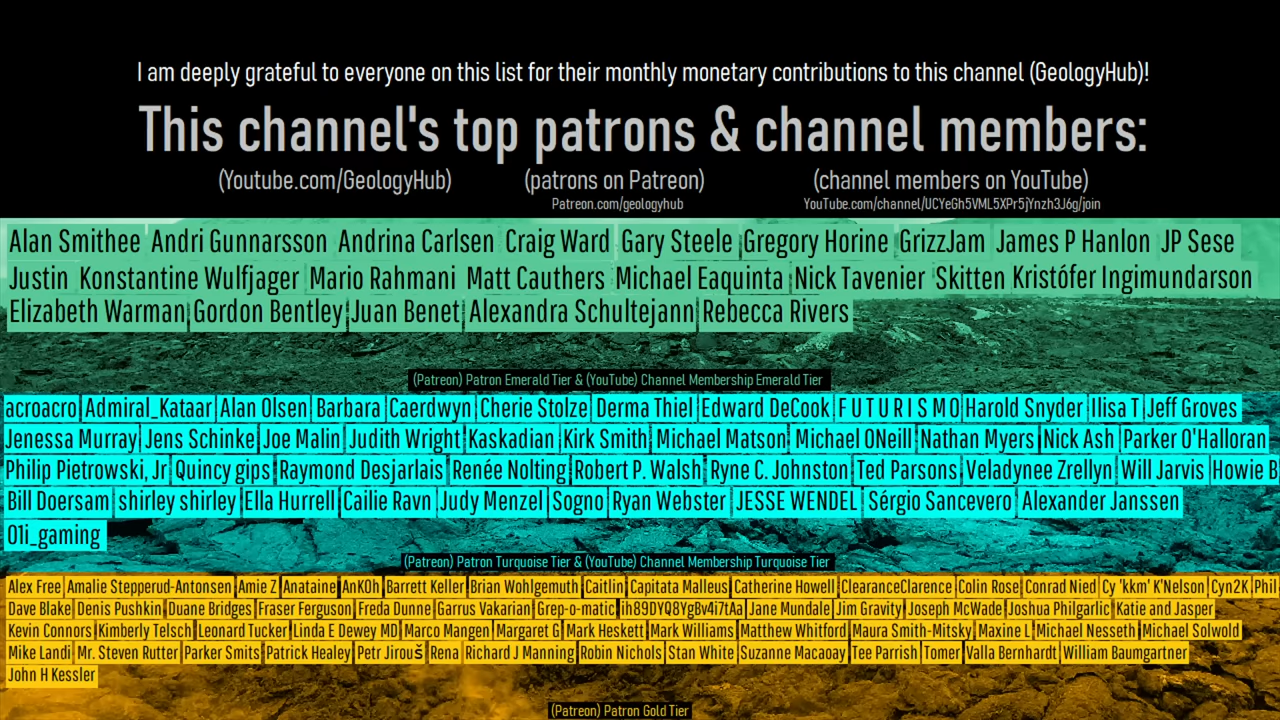 I am deeply grateful to everyone on this list for their monthly monetary contributions to this channel (GeologyHub)!
This channel's top patrons & channel members:
(Youtube.com/GeologyHub) (patrons on Patreon) (channel members on YouTube)
Patreon.com/geologyhub YouTube.com/channel/UCYeGh5VML5XPr5jYnzh3J6g/join
Alan Smithee Andri Gunnarsson Andrina Carlsen Craig Ward Gary Steele Gregory Horine GrizzJam James P Hanlon JP Sese
Justin Konstantine Wulfjager Mario Rahmani Matt Cauthers Michael Eaquinta Nick Tavenier Skitten Kristófer Ingimundarson
Elizabeth Warman Gordon Bentley Juan Benet Alexandra Schultejann Rebecca Rivers
(Patreon) Patron Emerald Tier & (YouTube) Channel Membership Emerald Tier
acroacro Admiral_Kataar Alan Olsen Barbara Caerdwyn Cherie Stolze Derma Thiel Edward DeCook F U T U R I S M O Harold Snyder Ilisa T Jeff Groves
Jenessa Murray Jens Schinke Joe Malin Judith Wright Kaskadian Kirk Smith Michael Matson Michael ONeill Nathan Myers Nick Ash Parker O'Halloran
Philip Pietrowski, Jr Quincy gips Raymond Desjarlais Renée Nolting Robert P. Walsh Ryne C. Johnston Ted Parsons Veladynee Zrellyn Will Jarvis Howie B
Bill Doersam shirley shirley Ella Hurrell Cailie Ravn Judy Menzel Sogno Ryan Webster JESSE WENDEL Sérgio Sancevero Alexander Janssen
Oli_gaming
(Patreon) Patron Turquoise Tier & (YouTube) Channel Membership Turquoise Tier
Alex Free Amalie Stepperud-Antonsen Amie Z Anataine AnKOh Barrett Keller Brian Wohlgemuth Caitlin Capitata Malleus Catherine Howell ClearanceClarence Colin Rose Conrad Nied Cy 'kkm' K'Nelson Cyn2K Phil
Dave Blake Denis Pushkin Duane Bridges Fraser Ferguson Freda Dunne Garrus Vakarian Grep-o-matic ih89DYQ8YgBv4i7tAa Jane Mundale Jim Gravity Joseph McWade Joshua Philgarlic Katie and Jasper
Kevin Connors Kimberly Telsch Leonard Tucker Linda E Dewey MD Marco Mangen Margaret G Mark Heskett Mark Williams Matthew Whitford Maura Smith-Mitsky Maxine L Michael Nesseth Michael Solwold
Mike Landi Mr. Steven Rutter Parker Smits Patrick Healey Petr Jirouš Rena Richard J Manning Robin Nichols Stan White Suzanne Macaoay Tee Parrish Tomer Valla Bernhardt William Baumgartner
John H Kessler
(Patreon) Patron Gold Tier